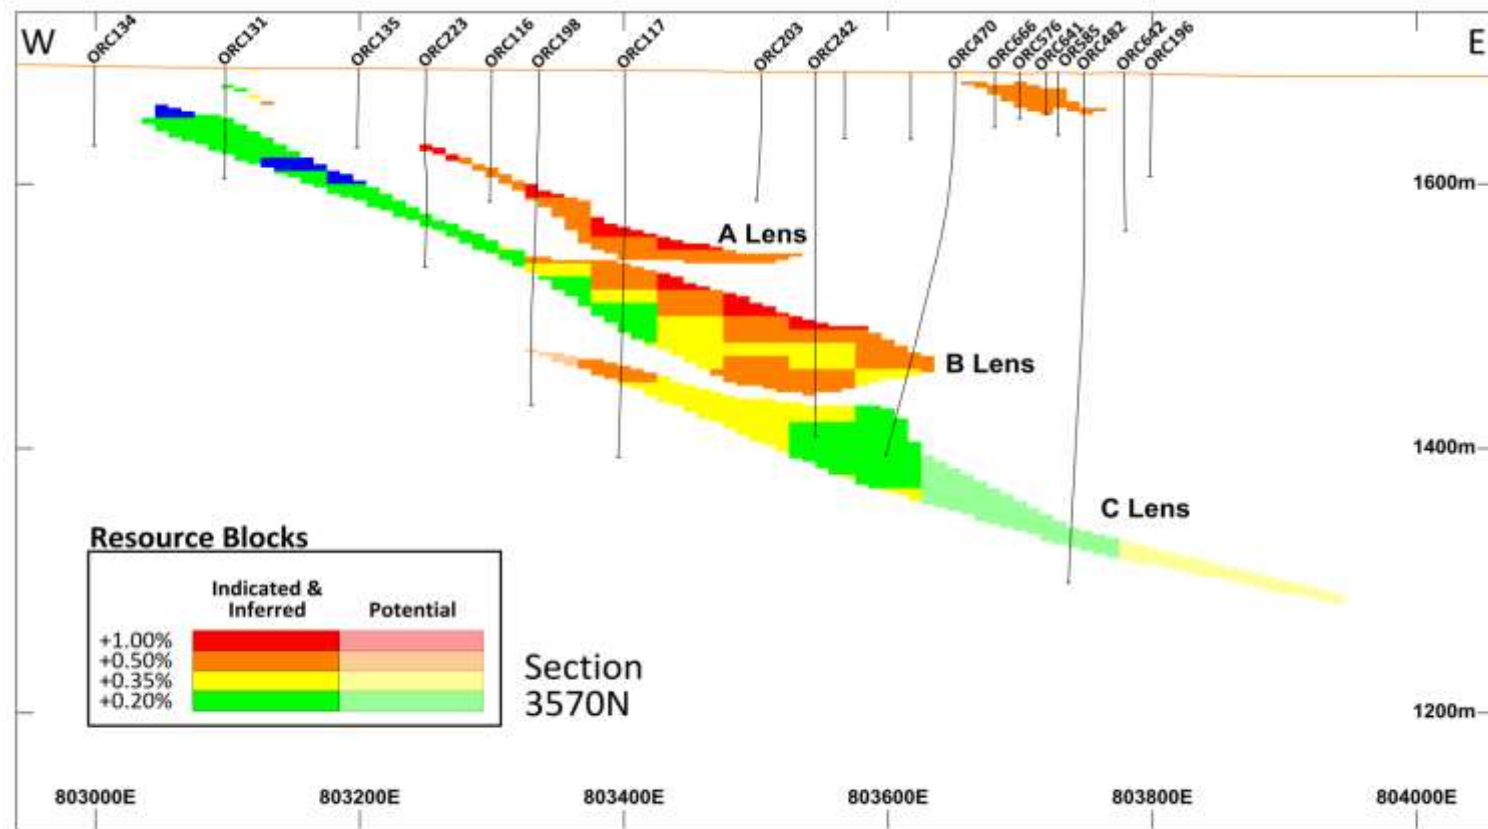 W
E
ORC134
ORC131
ORC135
ORC223
ORC116
ORC198
ORC117
ORC203
ORC242
ORC470
ORC666
ORC576
ORC641
OR585
ORC482
ORC642
ORC196
1600m
A Lens
B Lens
1400m
C Lens
Resource Blocks
Indicated &
Inferred
Potential
+1.00%
+0.50%
+0.35%
+0.20%
Section
3570N
1200m
803000E
803200E
803400E
803600E
803800E
804000E